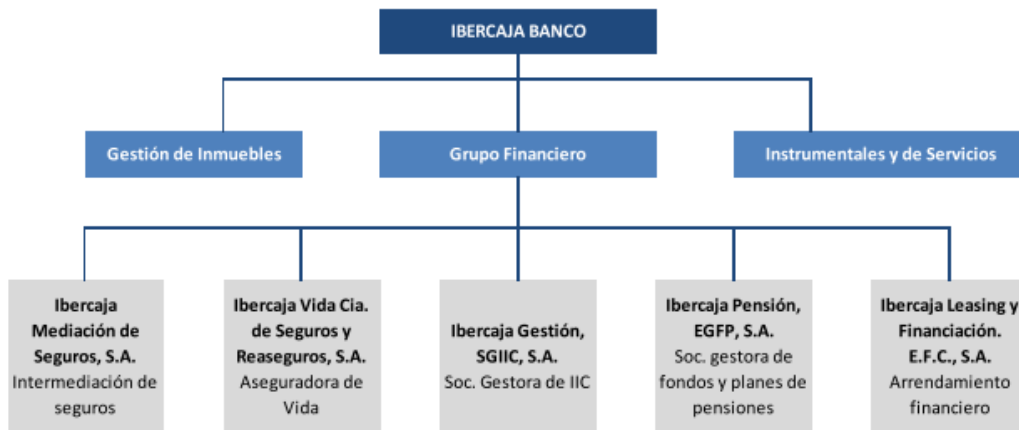 IBERCAJA BANCO
Gestión de Inmuebles
Grupo Financiero
Instrumentales y de Servicios
Ibercaja
Mediación de
Seguros, S.A.
Intermediación de
seguros
Ibercaja Vida Cia.
de Seguros y
Reaseguros, S.A.
Aseguradora de
Vida
Ibercaja Gestión,
SGIIC, S.A.
Soc. Gestora de IIC
Ibercaja Pensión,
EGFP, S.A.
Soc. gestora de
fondos y planes de
pensiones
Ibercaja Leasing y
Financiación.
E.F.C., S.A.
Arrendamiento
financiero